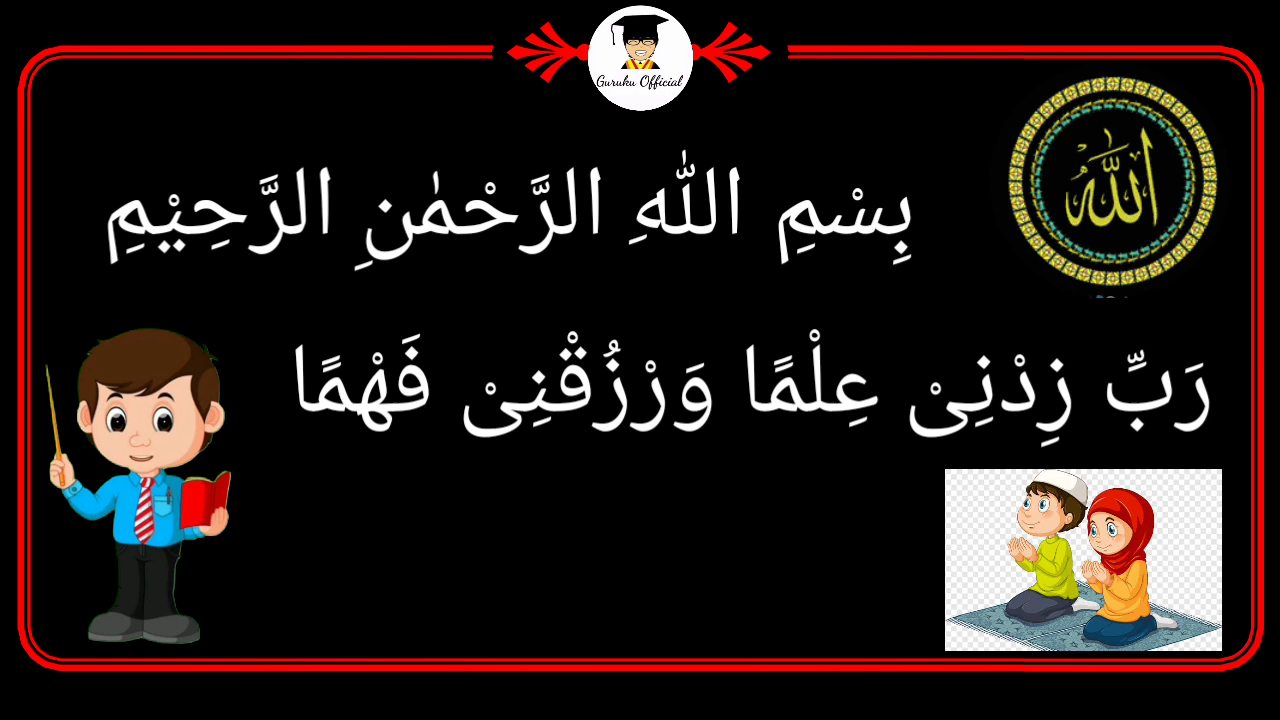 Guruku Official
الله
بِسْمِ اللّٰهِ الرَّحْمٰنِ الرَّحِيْمِ
رَبِّ زِدْنِىْ عِلْمًا وَرْزُقْنِىْ فَهْمًا